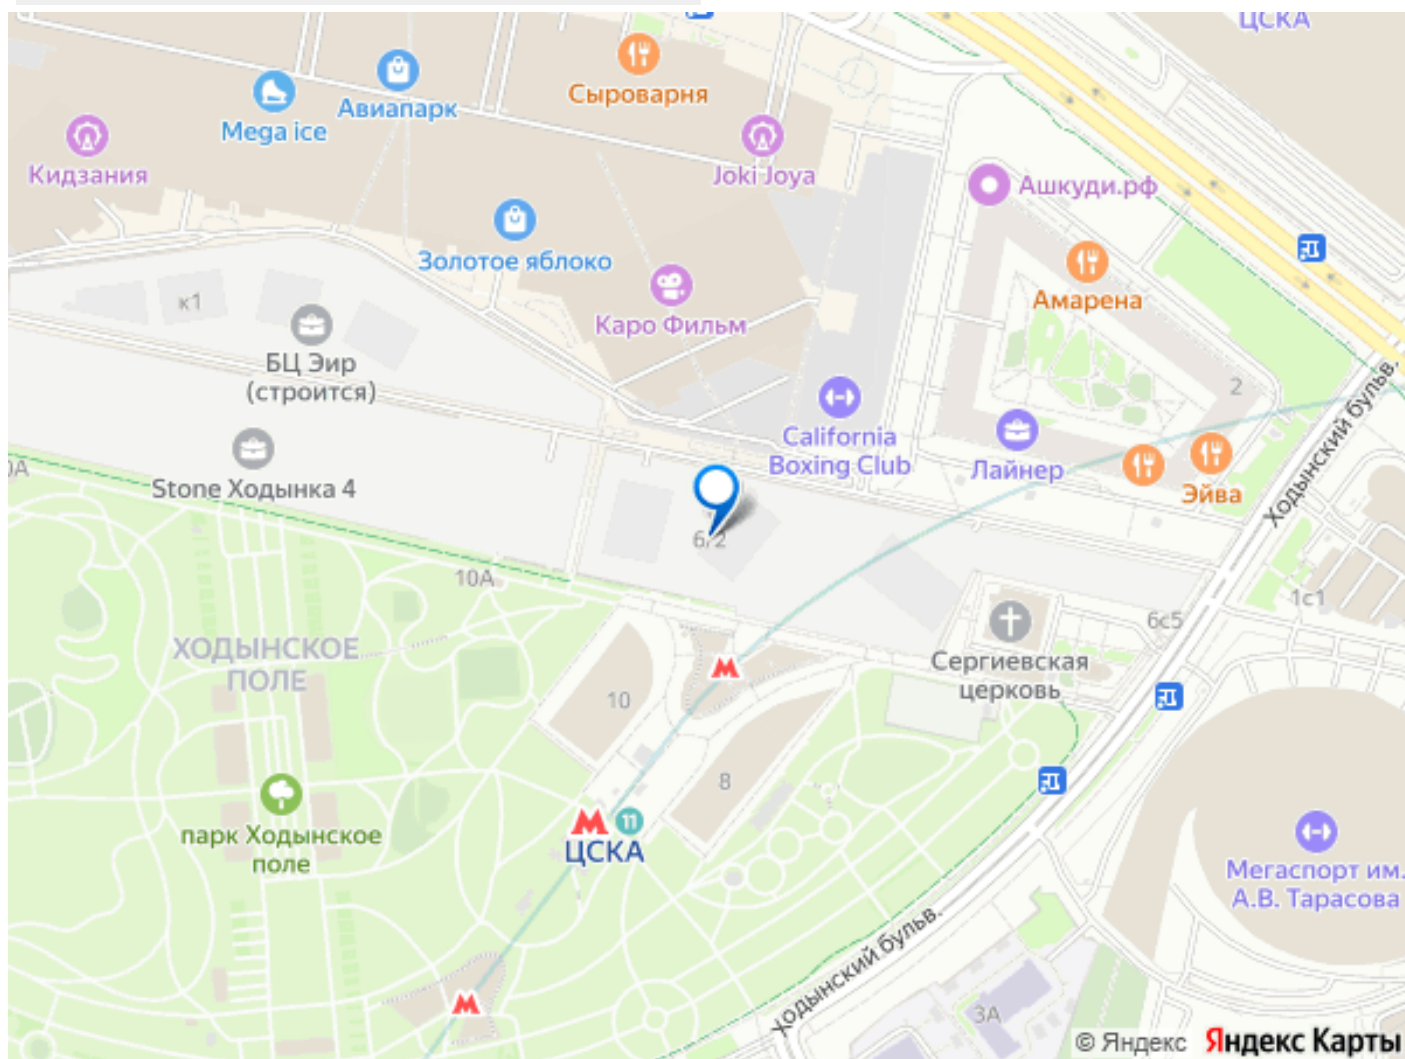 ЦСКА
Сыроварня
Авиапарк
Mega ice
Кидзания
Joki Joya
Ашкуди.рф
Золотое яблоко
Амарена
к1
Каро Фильм
БЦ Эир
(строится)
2
Ходынский бульв.
California
Boxing Club
Лайнер
Эйва
0А
Stone Ходынка 4
6/2
10А
1с1
6с5
ХОДЫНСКОЕ
ПОЛЕ
Сергиевская
церковь
10
8
парк Ходынское
поле
11
ЦСКА
Мегаспорт им.
А.В. Тарасова
Ходынский бульв.
3А
© Яндекс Яндекс Карты